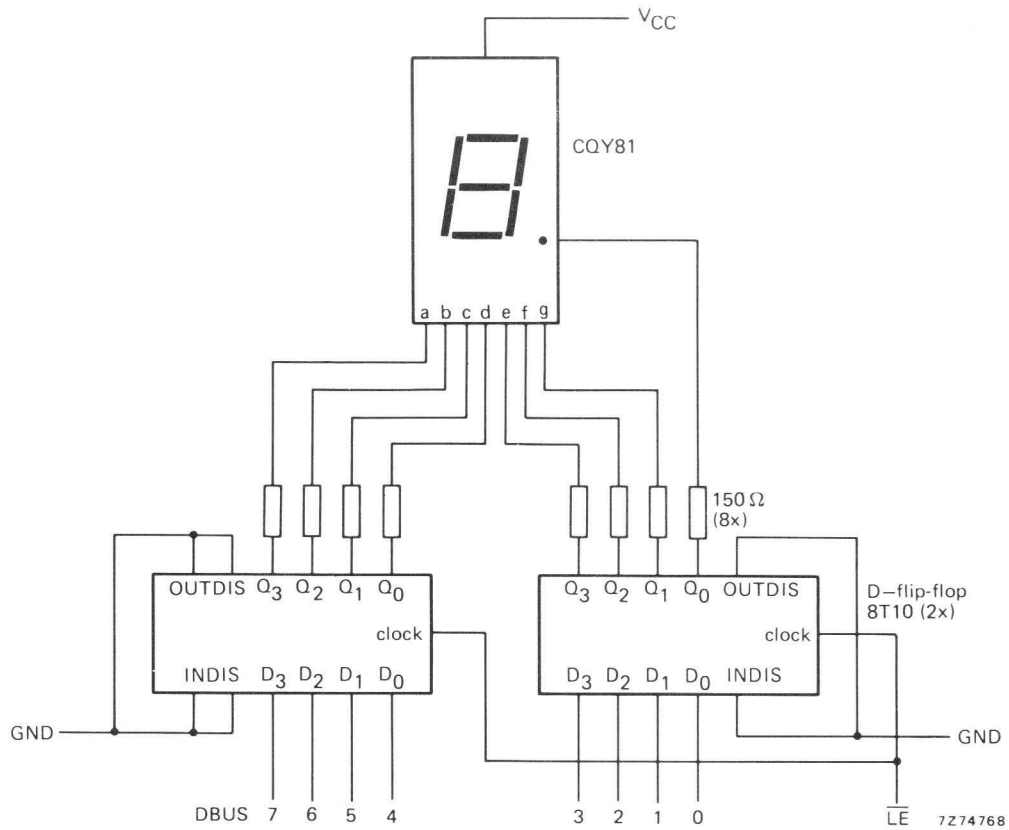 VCC
CQY81
a b c d e f g
150 Ω
(8x)
OUTDIS Q3 Q2 Q1 Q0
clock
INDIS D3 D2 D1 D0
Q3 Q2 Q1 Q0 OUTDIS
clock
D3 D2 D1 D0 INDIS
D–flip-flop
8T10 (2x)
GND
GND
DBUS 7 6 5 4
3 2 1 0
LE
7Z74768